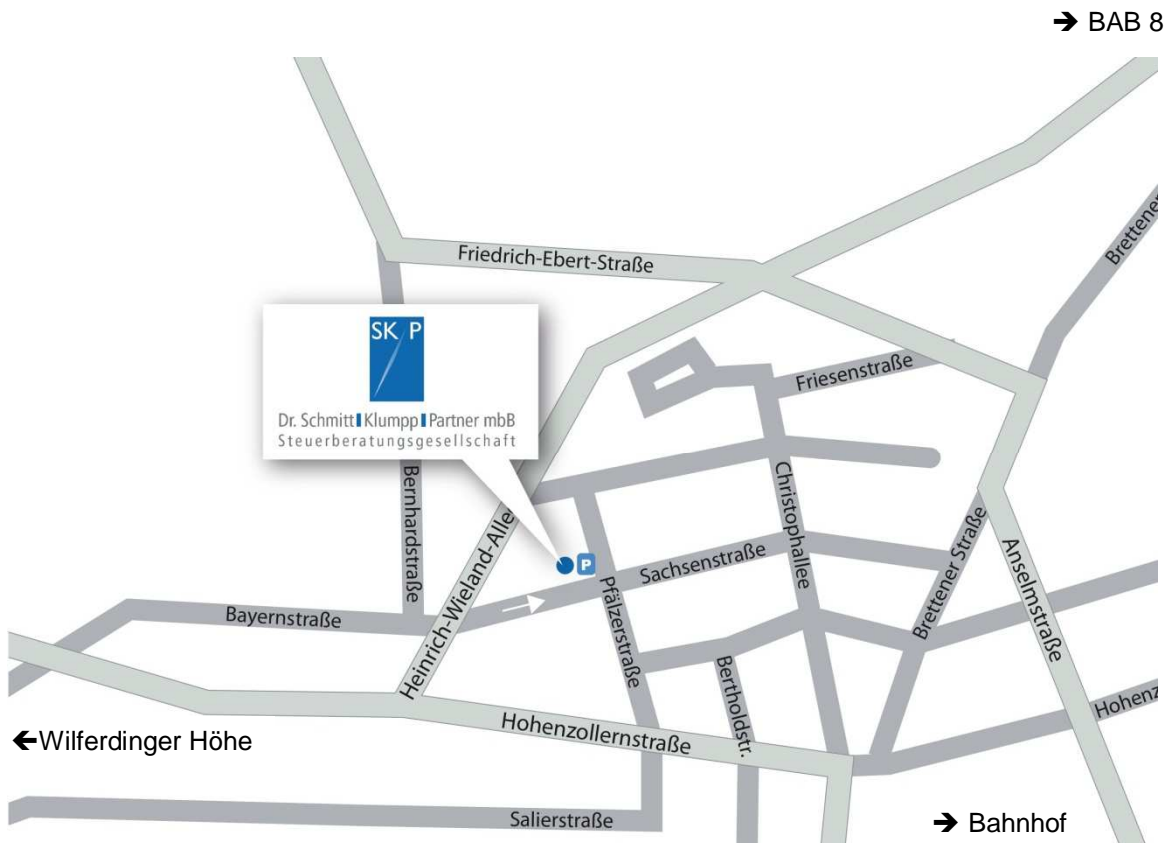 ➔ BAB 8
Friedrich-Ebert-Straße
Brettener
SK P
Dr. Schmitt Klumpp Partner mbB
Steuerberatungsgesellschaft
Friesenstraße
Bernhardstraße
Heinrich-Wieland-Allee
Christophallee
P
Sachsenstraße
Pfälzerstraße
Brettener Straße
Anselmstraße
Bayernstraße
Bertholdstr.
Hohenz
Hohenzollernstraße
←Wilferdinger Höhe
Salierstraße
➔ Bahnhof